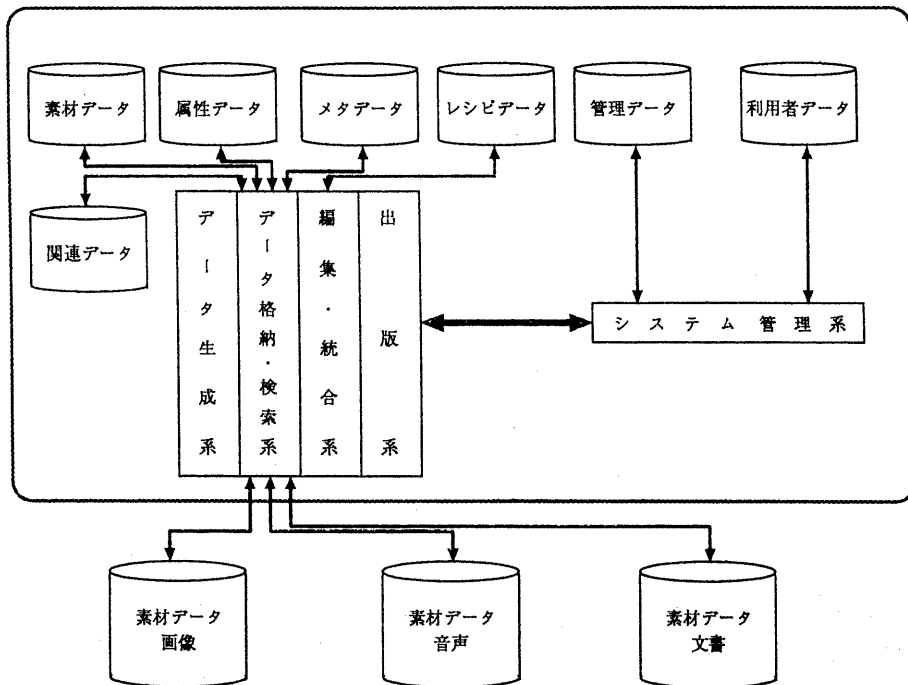 素材データ
属性データ
メタデータ
レシピデータ
管理データ
利用者データ
関連データ
データ生成系
データ格納・検索系
編集・統合系
出版系
システム管理系
素材データ
画像
素材データ
音声
素材データ
文書